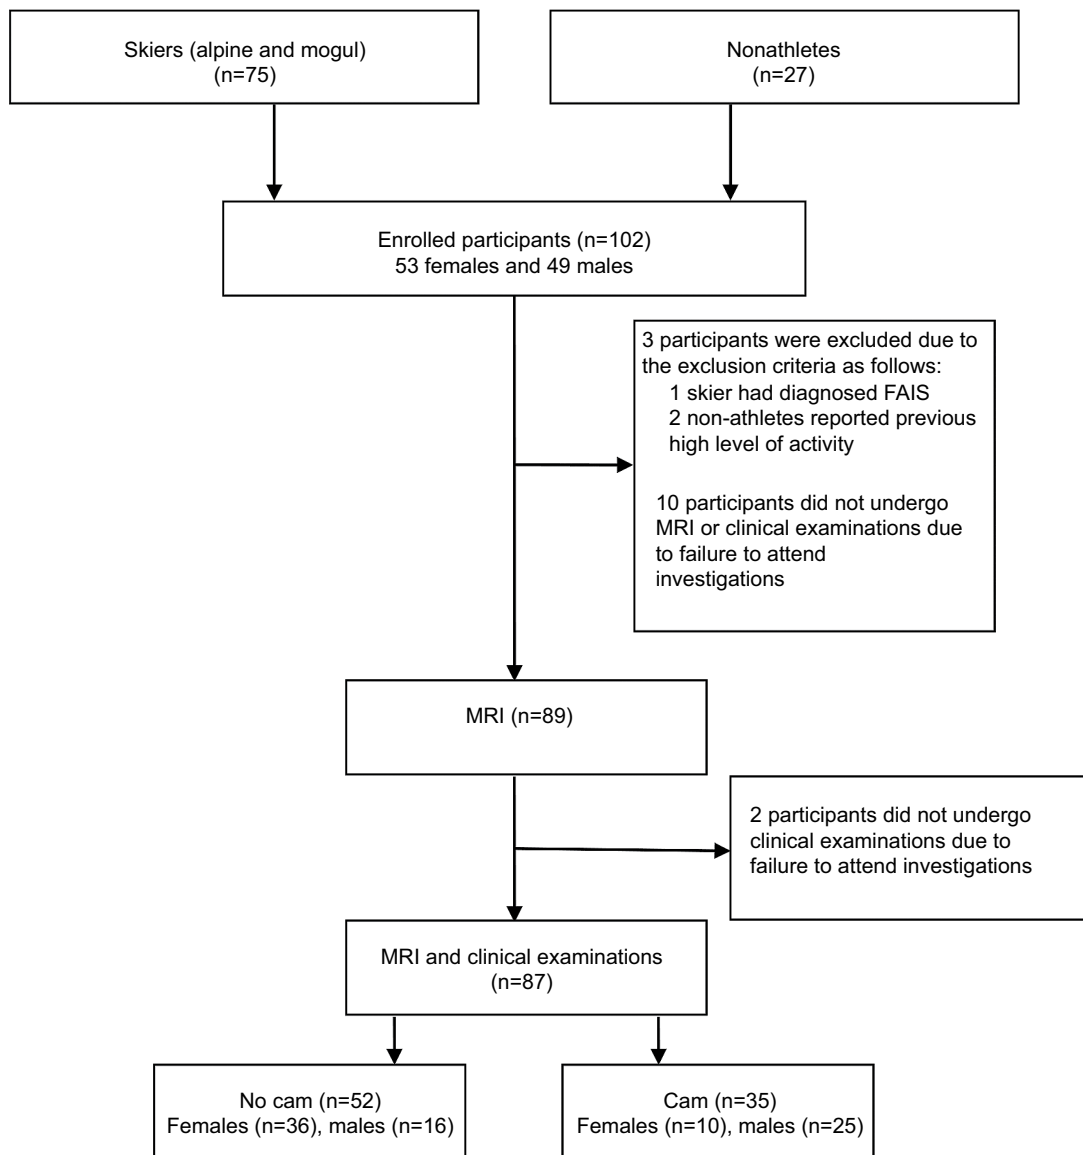 Skiers (alpine and mogul)
(n=75)
Nonathletes
(n=27)
Enrolled participants (n=102)
53 females and 49 males
3 participants were excluded due to
the exclusion criteria as follows:
1 skier had diagnosed FAIS
2 non-athletes reported previous
high level of activity
10 participants did not undergo
MRI or clinical examinations due
to failure to attend
investigations
MRI (n=89)
2 participants did not undergo
clinical examinations due to
failure to attend investigations
MRI and clinical examinations
(n=87)
No cam (n=52)
Females (n=36), males (n=16)
Cam (n=35)
Females (n=10), males (n=25)